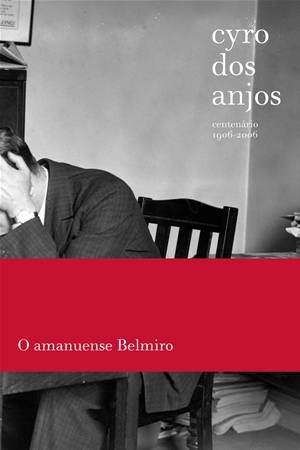 cyro
dos
anjos
centenário
1906-2006
O amanuense Belmiro